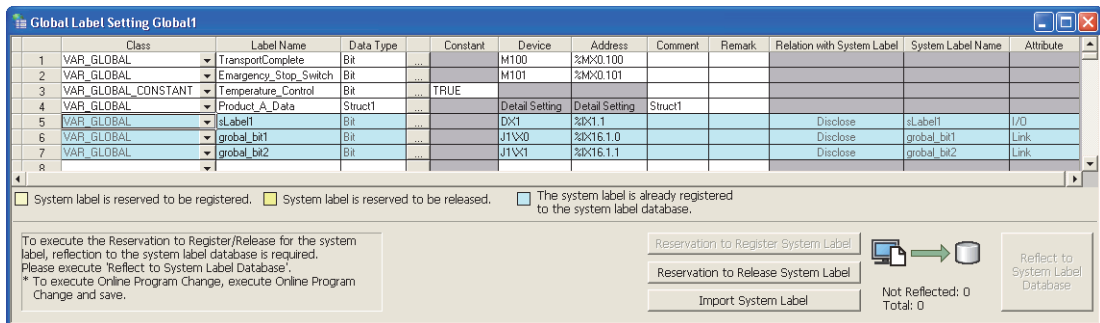 Global Label Setting Global1
Class Label Name Data Type Constant Device Address Comment Remark Relation with System Label System Label Name Attribute
1 VAR_GLOBAL TransportComplete Bit ... M100 %MX0.100
2 VAR_GLOBAL Emargency_Stop_Switch Bit ... M101 %MX0.101
3 VAR_GLOBAL_CONSTANT Temperature_Control Bit ... TRUE
4 VAR_GLOBAL Product_A_Data Struct1 ... Detail Setting Detail Setting Struct1
5 VAR_GLOBAL sLabel1 Bit ... DX1 %IX1.1 Disclose sLabel1 I/O
6 VAR_GLOBAL grobal_bit1 Bit ... J1\X0 %IX16.1.0 Disclose grobal_bit1 Link
7 VAR_GLOBAL grobal_bit2 Bit ... J1\X1 %IX16.1.1 Disclose grobal_bit2 Link
8
System label is reserved to be registered. System label is reserved to be released. The system label is already registered
to the system label database.
To execute the Reservation to Register/Release for the system
label, reflection to the system label database is required.
Please execute 'Reflect to System Label Database'.
* To execute Online Program Change, execute Online Program
Change and save.
Reservation to Register System Label
Reservation to Release System Label
Import System Label
Not Reflected: 0
Total: 0
Reflect to
System Label
Database